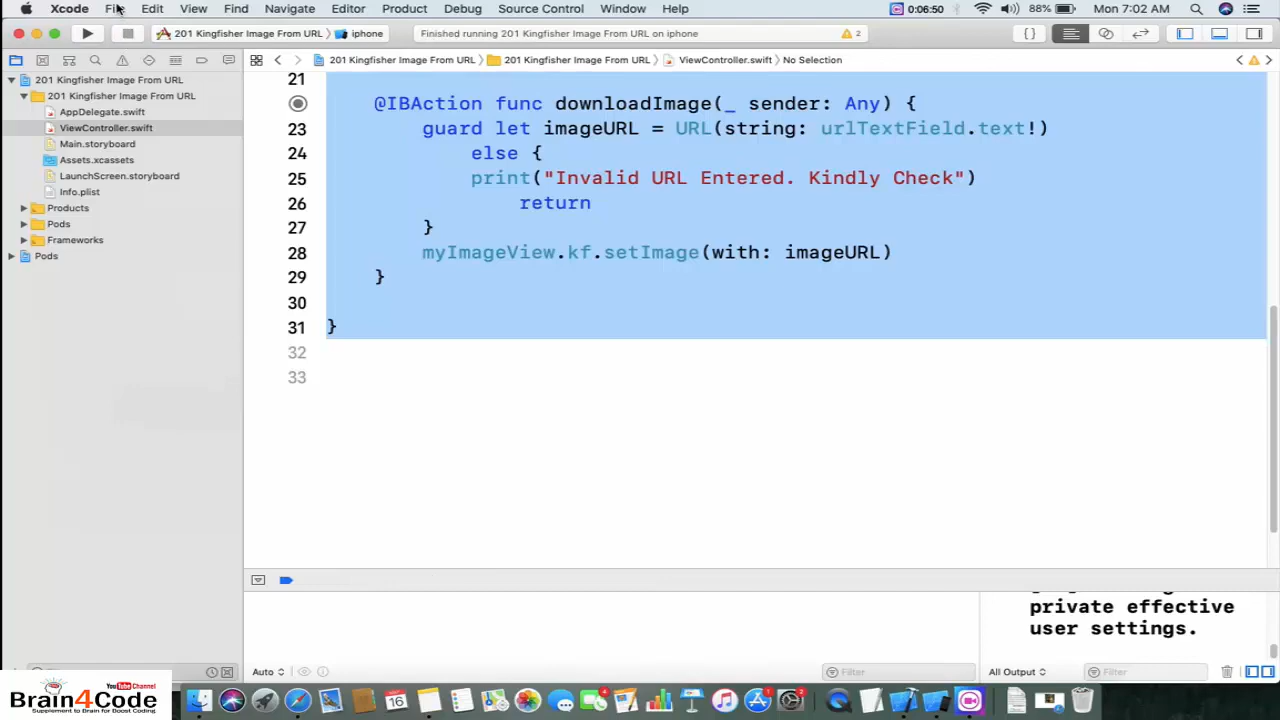 Xcode File Edit View Find Navigate Editor Product Debug Source Control Window Help 0:06:50 88% Mon 7:02 AM
201 Kingfisher Image From URL iphone Finished running 201 Kingfisher Image From URL on iphone 2
201 Kingfisher Image From URL 201 Kingfisher Image From URL ViewController.swift No Selection
201 Kingfisher Image From URL
201 Kingfisher Image From URL
AppDelegate.swift
ViewController.swift
Main.storyboard
Assets.xcassets
LaunchScreen.storyboard
Info.plist
Products
Pods
Frameworks
Pods
21
@IBAction func downloadImage(_ sender: Any) {
23 guard let imageURL = URL(string: urlTextField.text!)
24 else {
25 print("Invalid URL Entered. Kindly Check")
26 return
27 }
28 myImageView.kf.setImage(with: imageURL)
29 }
30
31 }
32
33
private effective
user settings.
Auto Filter All Output Filter
YouTube Channel
Brain4Code
Supplement to Brain for Boost Coding
16 4 1 2